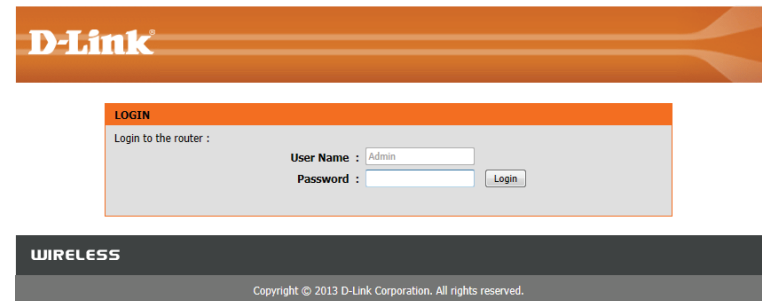 D-Link
LOGIN
Login to the router :
User Name : Admin
Password :
Login
WIRELESS
Copyright © 2013 D-Link Corporation. All rights reserved.